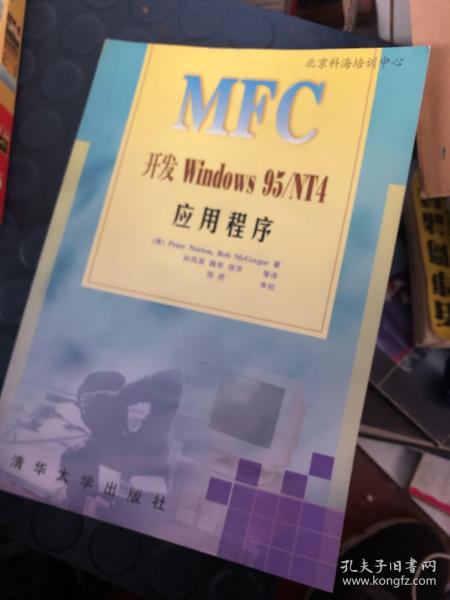 北京科海培训中心
MFC
开发 Windows 95/NT4
应用程序
(美) Peter Norton, Rob McGregor 著
孙凤英 魏军 徐京 等译
徐虎 审校
清华大学出版社
孔夫子旧书网
www.kongfz.com